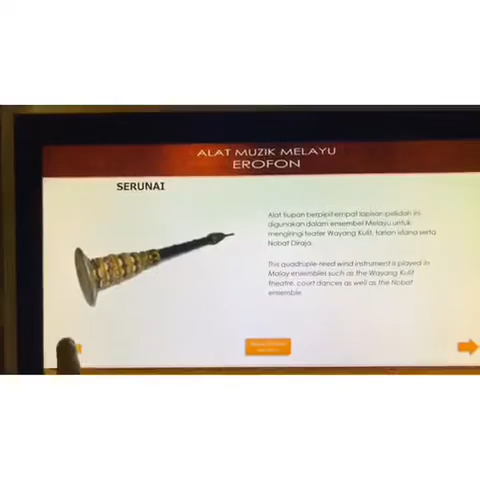 ALAT MUZIK MELAYU
EROFON
SERUNAI
Alat tiupan berpipit empat lapisan pelidah ini
digunakan dalam ensembel Melayu untuk
mengiringi teater Wayang Kulit, tarian istana serta
Nobat Diraja.
This quadruple-reed wind instrument is played in
Malay ensembles such as the Wayang Kulit
theatre, court dances as well as the Nobat
ensemble.